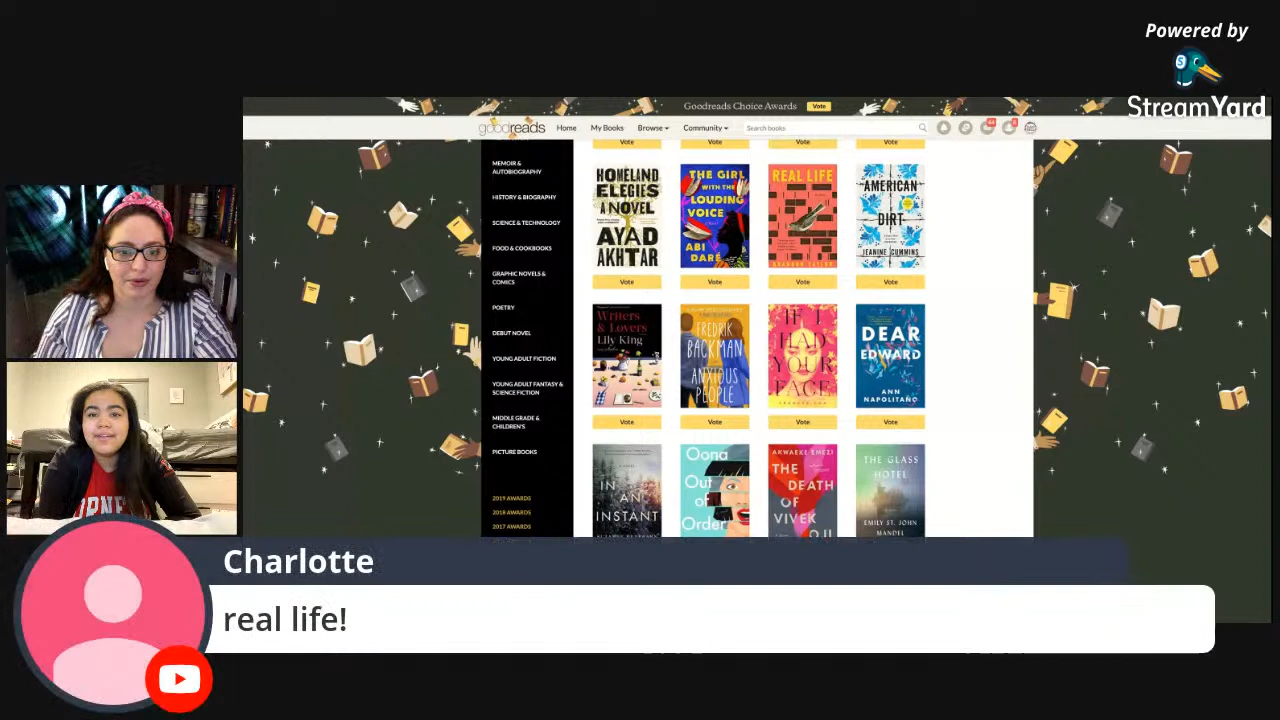 Powered by
StreamYard
Goodreads Choice Awards Vote
goodreads Home My Books Browse Community Search books
Vote Vote Vote Vote
MEMOIR &
AUTOBIOGRAPHY
HISTORY & BIOGRAPHY
SCIENCE & TECHNOLOGY
FOOD & COOKBOOKS
GRAPHIC NOVELS &
COMICS
POETRY
DEBUT NOVEL
YOUNG ADULT FICTION
YOUNG ADULT FANTASY &
SCIENCE FICTION
MIDDLE GRADE &
CHILDREN'S
PICTURE BOOKS
2019 AWARDS
2018 AWARDS
2017 AWARDS
HOMELAND
ELEGIES
A NOVEL
AYAD
AKHTAR
THE GIRL
WITH THE
LOUDING
VOICE
ABI
DARÉ
REAL LIFE
BRANDON TAYLOR
AMERICAN
DIRT
JEANINE CUMMINS
Vote Vote Vote Vote
Writers
& Lovers
Lily King
FREDRIK
BACKMAN
ANXIOUS
PEOPLE
IF I
HAD
YOUR
FACE
DEAR
EDWARD
ANN
NAPOLITANO
Vote Vote Vote Vote
A NOVEL
IN
AN
INSTANT
Oona
Out
of
Order
AKWAEKE EMEZI
THE
DEATH
OF
VIVEK
OJI
THE GLASS
HOTEL
EMILY ST. JOHN
MANDEL
Charlotte
real life!